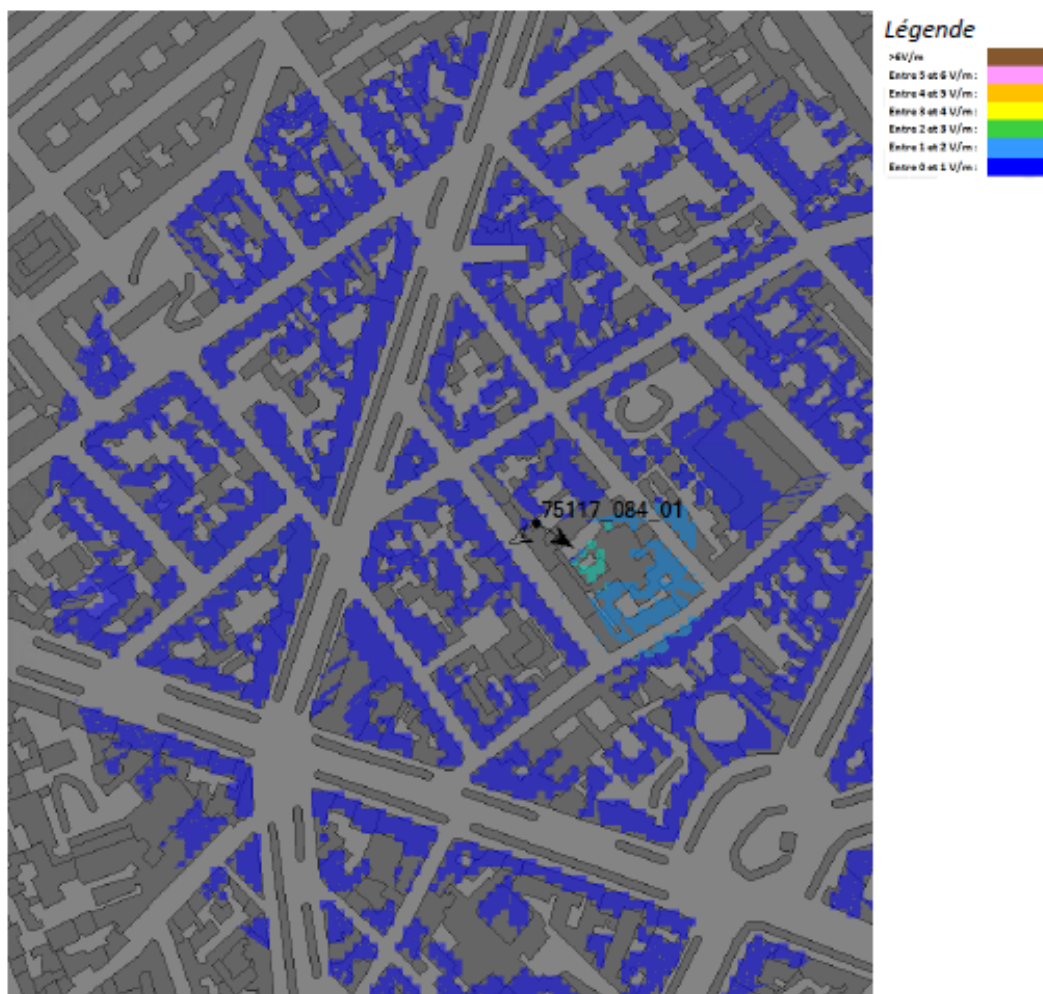 Légende
>6V/m
Entre 5 et 6 V/m :
Entre 4 et 5 V/m :
Entre 3 et 4 V/m :
Entre 2 et 3 V/m :
Entre 1 et 2 V/m :
Entre 0 et 1 V/m :
75117_084_01